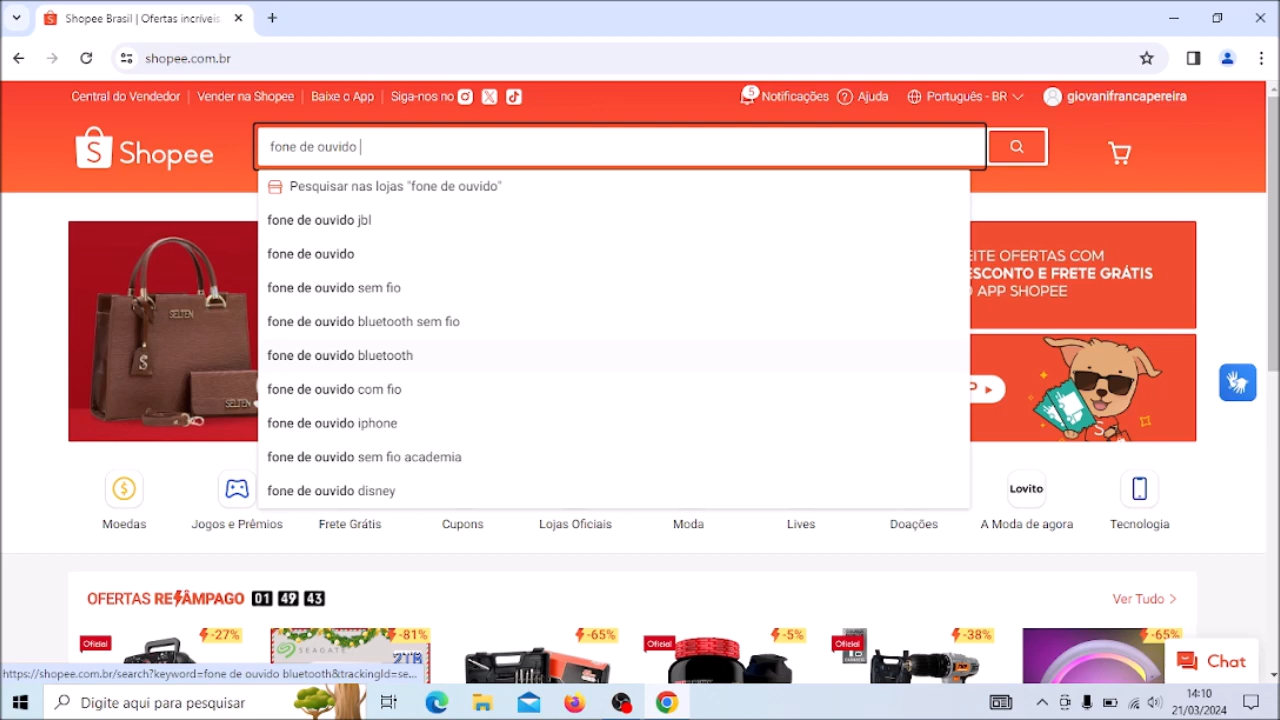 Shopee Brasil | Ofertas incríveis.
shopee.com.br
Central do Vendedor | Vender na Shopee | Baixe o App | Siga-nos no
5 Notificações Ajuda Português - BR giovanifrancapereira
Shopee
fone de ouvido
Pesquisar nas lojas "fone de ouvido"
fone de ouvido jbl
fone de ouvido
fone de ouvido sem fio
fone de ouvido bluetooth sem fio
fone de ouvido bluetooth
fone de ouvido com fio
fone de ouvido iphone
fone de ouvido sem fio academia
fone de ouvido disney
SELTEN
SELTEN
EITE OFERTAS COM
ESCONTO E FRETE GRÁTIS
APP SHOPEE
P
Lovito
Moedas
Jogos e Prêmios
Frete Grátis
Cupons
Lojas Oficiais
Moda
Lives
Doações
A Moda de agora
Tecnologia
OFERTAS RELÂMPAGO 01 49 43
Ver Tudo
Oficial
-27%
SEAGATE
-81%
-65%
Oficial
-5%
Oficial
-38%
-65%
2TB
Chat
https://shopee.com.br/search?keyword=fone de ouvido bluetooth&trackingId=se...
Digite aqui para pesquisar
14:10
21/03/2024